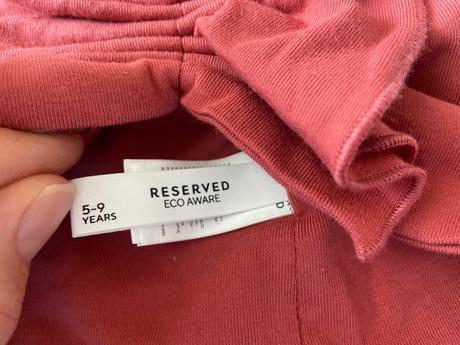 RESERVED
ECO AWARE
5-9
YEARS